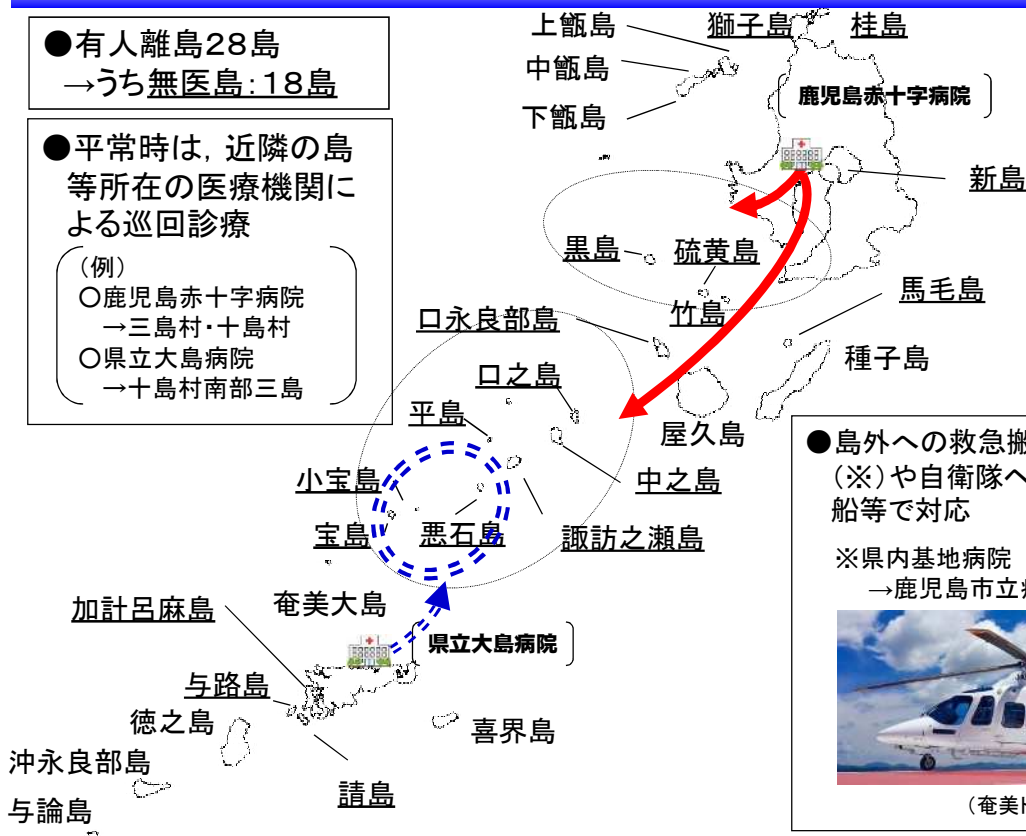 ●有人離島28島
→うち無医島:18島
●平常時は,近隣の島
等所在の医療機関に
よる巡回診療
(例)
○鹿児島赤十字病院
→三島村・十島村
○県立大島病院
→十島村南部三島
上甑島
獅子島
桂島
中甑島
下甑島
鹿児島赤十字病院
新島
黒島
硫黄島
竹島
馬毛島
口永良部島
種子島
口之島
屋久島
平島
中之島
小宝島
宝島
悪石島
諏訪之瀬島
●島外への救急搬
(※)や自衛隊ヘ
船等で対応
※県内基地病院
→鹿児島市立
(奄美
加計呂麻島
奄美大島
県立大島病院
与路島
徳之島
喜界島
沖永良部島
請島
与論島